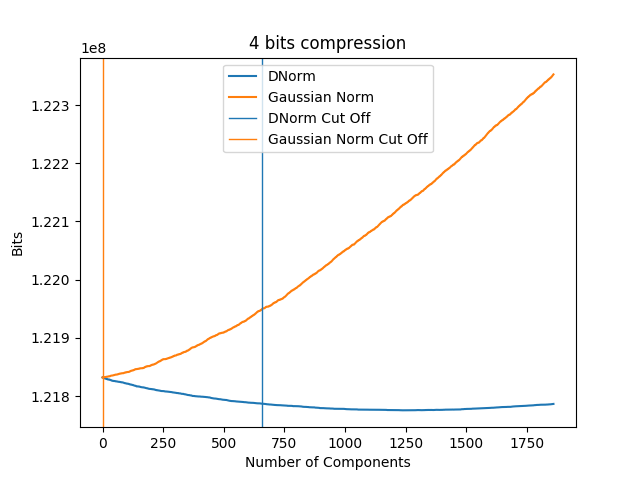 4 bits compression
1e8
DNorm
Gaussian Norm
DNorm Cut Off
Gaussian Norm Cut Off
1.223
1.222
1.221
1.220
1.219
1.218
Bits
0 250 500 750 1000 1250 1500 1750
Number of Components